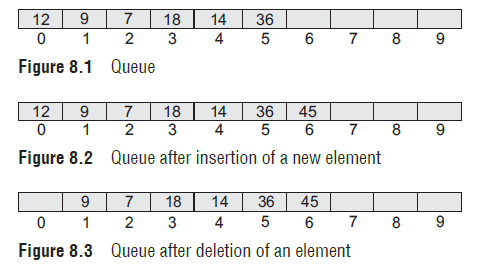 12 9 7 18 14 36
0 1 2 3 4 5 6 7 8 9
Figure 8.1 Queue
12 9 7 18 14 36 45
0 1 2 3 4 5 6 7 8 9
Figure 8.2 Queue after insertion of a new element
9 7 18 14 36 45
0 1 2 3 4 5 6 7 8 9
Figure 8.3 Queue after deletion of an element